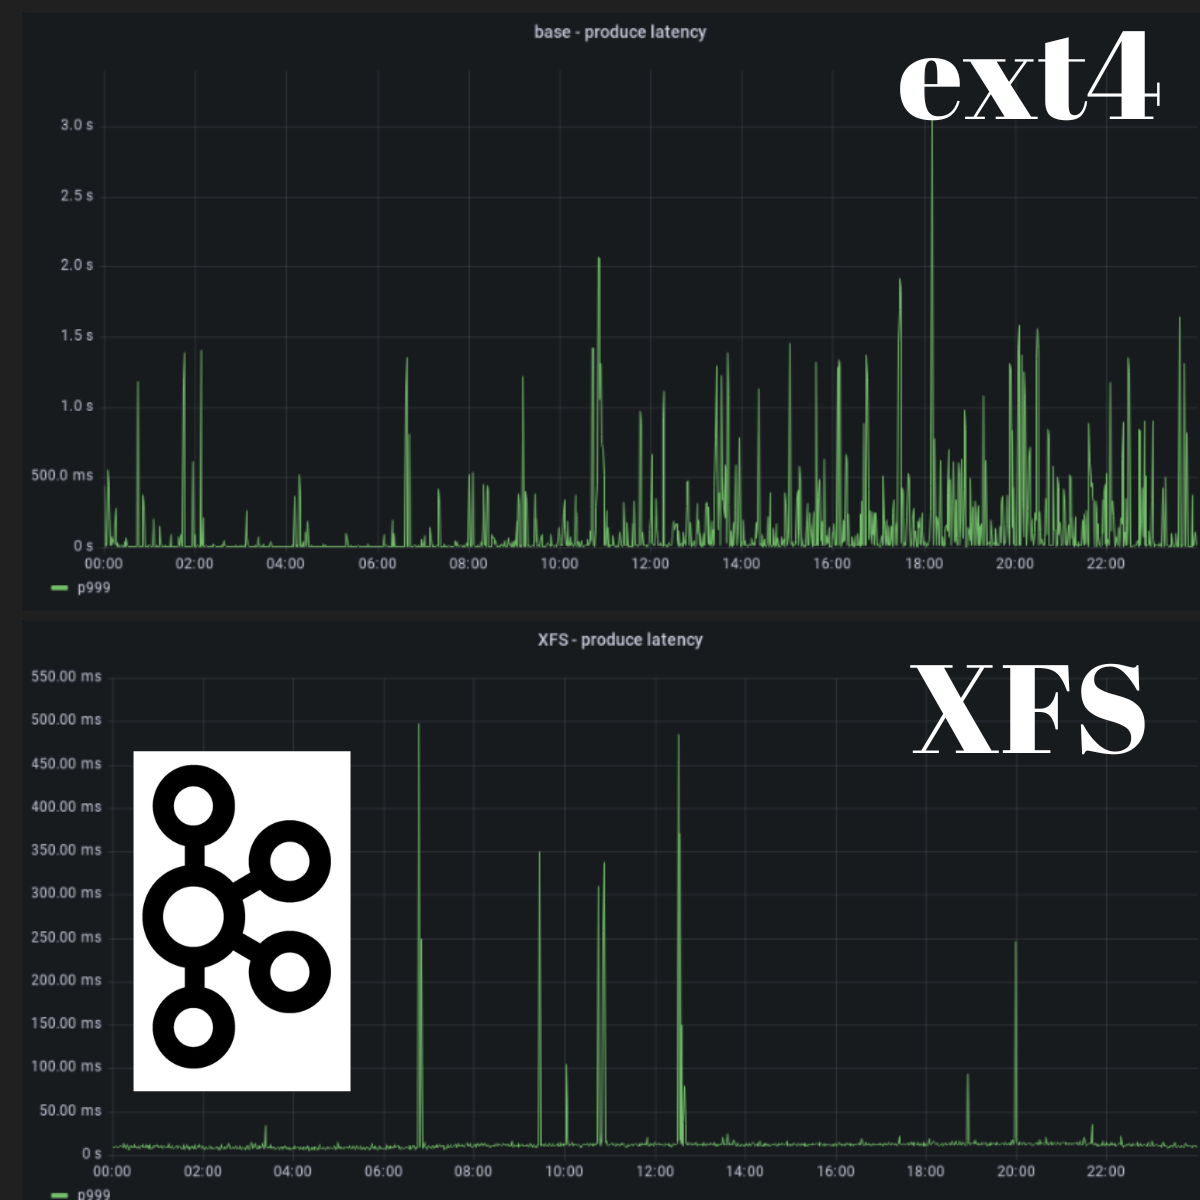 base - produce latency
ext4
3.0 s
2.5 s
2.0 s
1.5 s
1.0 s
500.0 ms
0 s
00:00 02:00 04:00 06:00 08:00 10:00 12:00 14:00 16:00 18:00 20:00 22:00
p999
XFS - produce latency
XFS
550.00 ms
500.00 ms
450.00 ms
400.00 ms
350.00 ms
300.00 ms
250.00 ms
200.00 ms
150.00 ms
100.00 ms
50.00 ms
0 s
00:00 02:00 04:00 06:00 08:00 10:00 12:00 14:00 16:00 18:00 20:00 22:00
p999